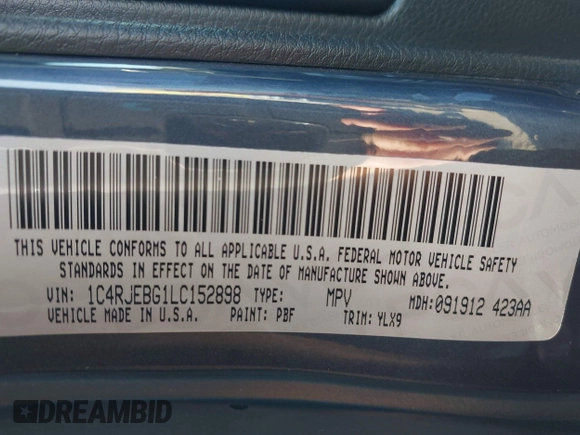 THIS VEHICLE CONFORMS TO ALL APPLICABLE U.S.A. FEDERAL MOTOR VEHICLE SAFETY
STANDARDS IN EFFECT ON THE DATE OF MANUFACTURE SHOWN ABOVE.
VIN: 1C4RJEBG1LC152898 TYPE: MPV MDH:091912 423AA
VEHICLE MADE IN U.S.A. PAINT: PBF TRIM: YLX9
DREAMBID